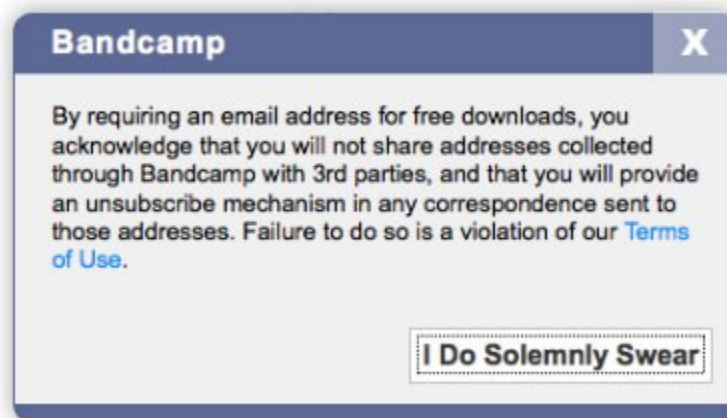 Bandcamp
X
By requiring an email address for free downloads, you
acknowledge that you will not share addresses collected
through Bandcamp with 3rd parties, and that you will provide
an unsubscribe mechanism in any correspondence sent to
those addresses. Failure to do so is a violation of our Terms
of Use.
I Do Solemnly Swear